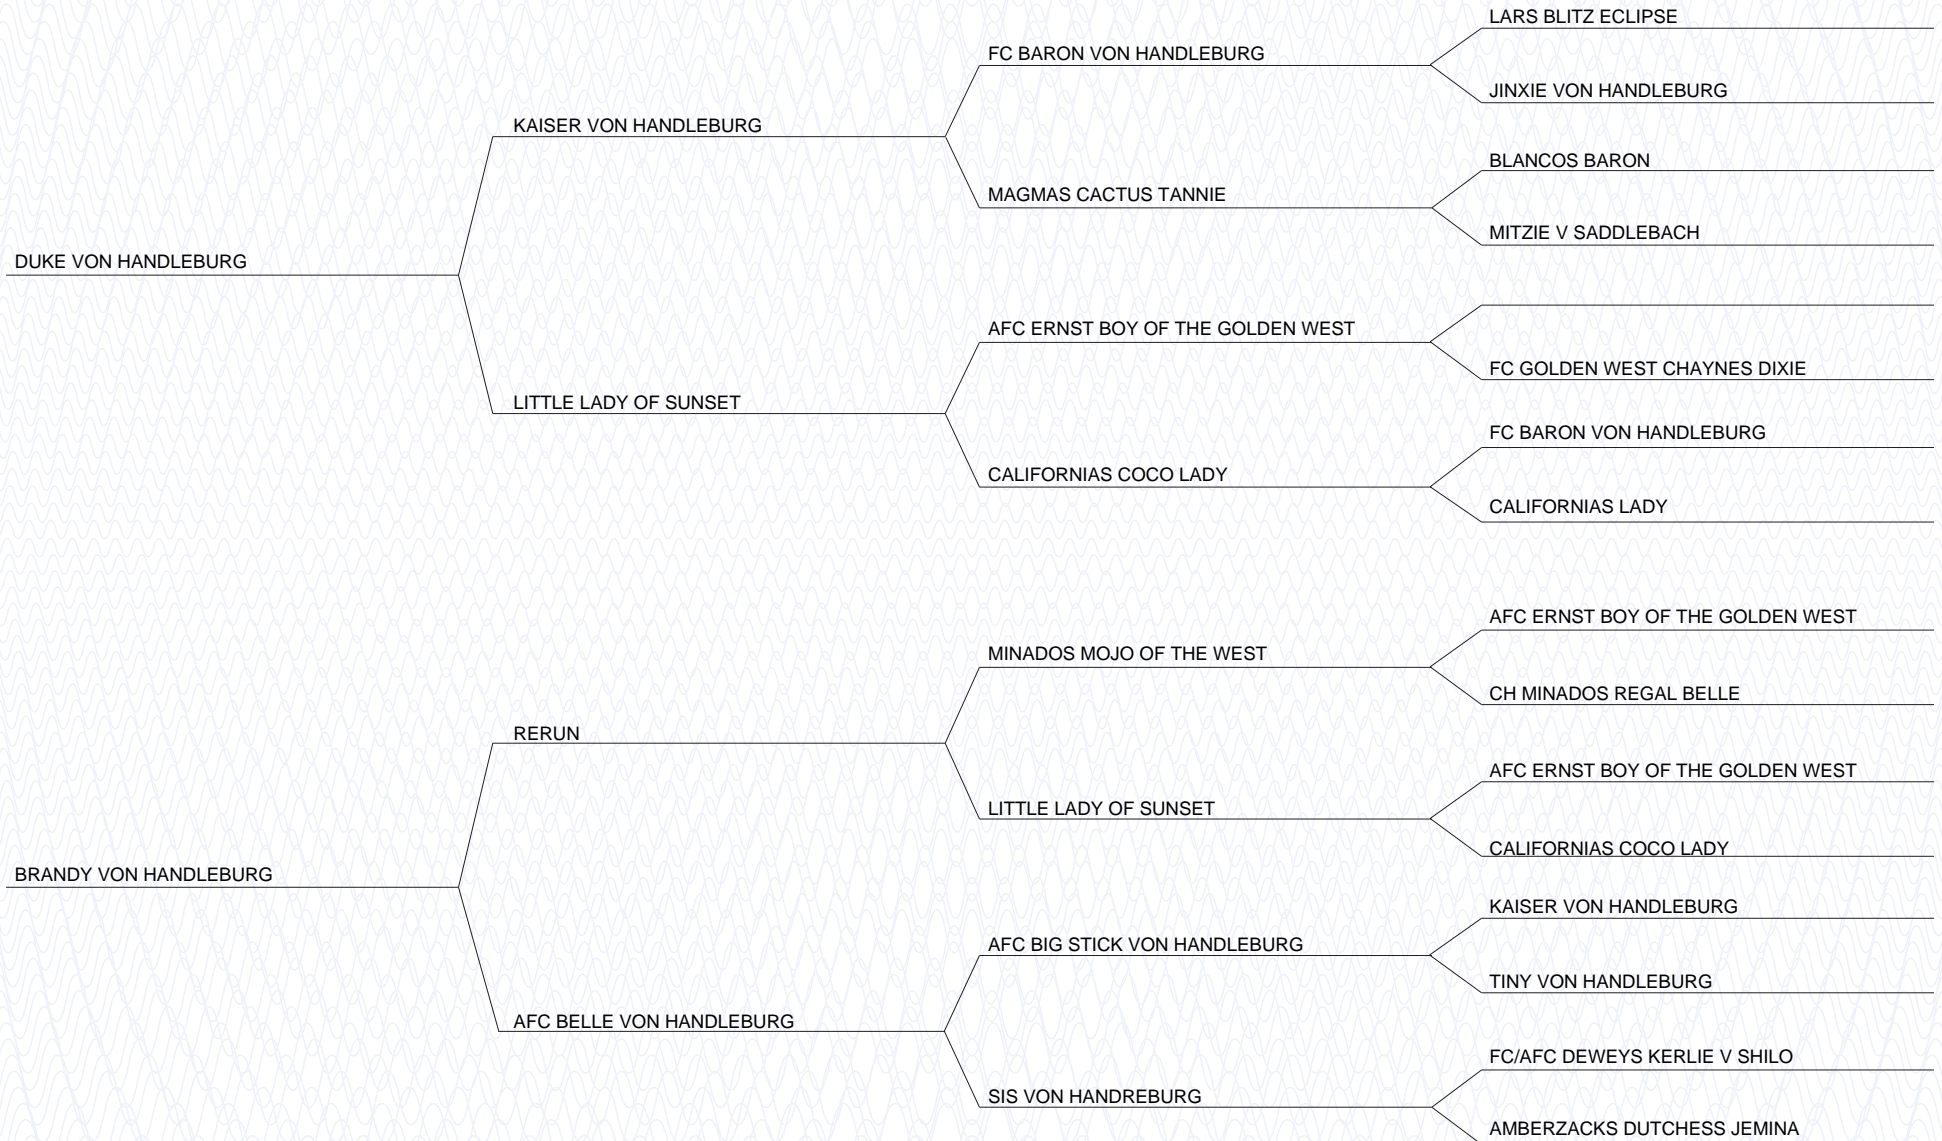 LARS BLITZ ECLIPSE
FC BARON VON HANDLEBURG
JINXIE VON HANDLEBURG
KAISER VON HANDLEBURG
BLANCOS BARON
MAGMAS CACTUS TANNIE
MITZIE V SADDLEBACH
DUKE VON HANDLEBURG
AFC ERNST BOY OF THE GOLDEN WEST
FC GOLDEN WEST CHAYNES DIXIE
LITTLE LADY OF SUNSET
FC BARON VON HANDLEBURG
CALIFORNIAS COCO LADY
CALIFORNIAS LADY
AFC ERNST BOY OF THE GOLDEN WEST
MINADOS MOJO OF THE WEST
CH MINADOS REGAL BELLE
RERUN
AFC ERNST BOY OF THE GOLDEN WEST
LITTLE LADY OF SUNSET
CALIFORNIAS COCO LADY
BRANDY VON HANDLEBURG
KAISER VON HANDLEBURG
AFC BIG STICK VON HANDLEBURG
TINY VON HANDLEBURG
AFC BELLE VON HANDLEBURG
FC/AFC DEWEYS KERLIE V SHILO
SIS VON HANDREBURG
AMBERZACKS DUTCHESS JEMINA